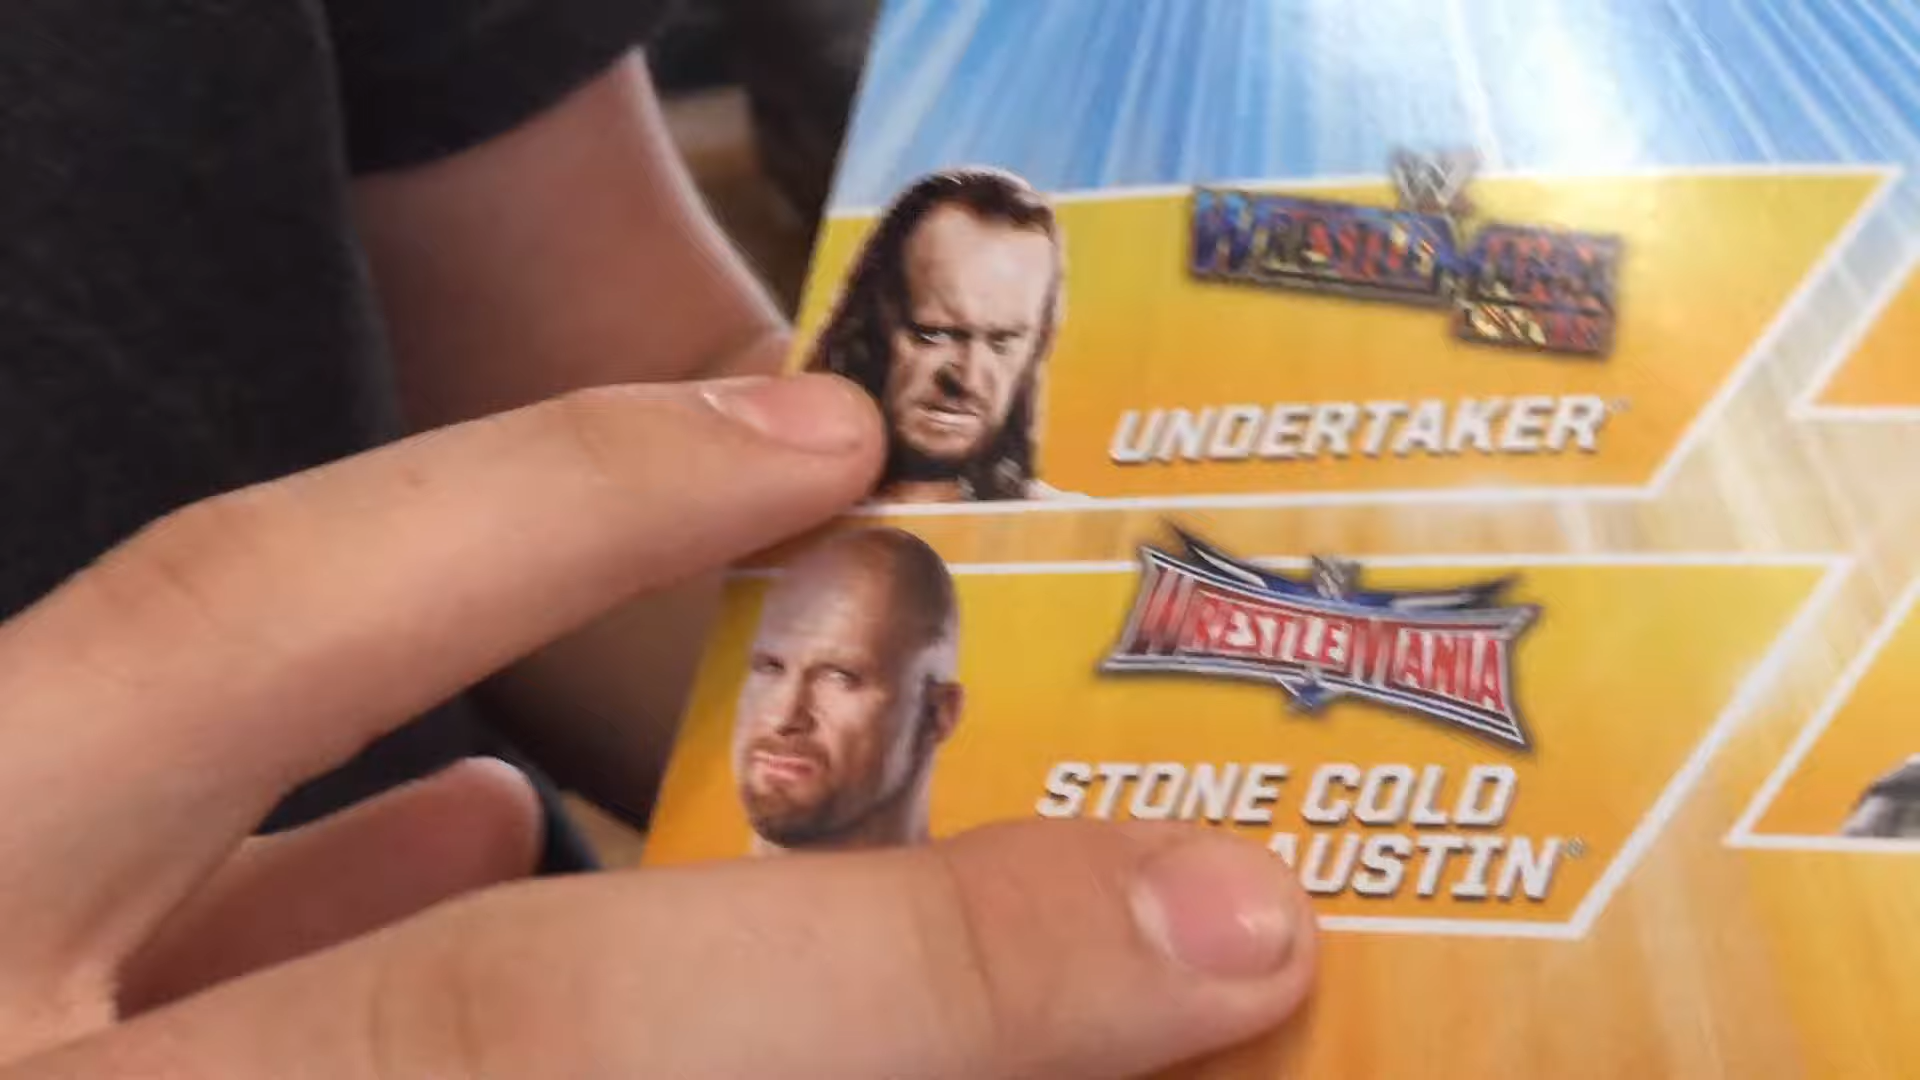 WRESTLEMANIA
UNDERTAKER
WRESTLEMANIA
STONE COLD
AUSTIN®